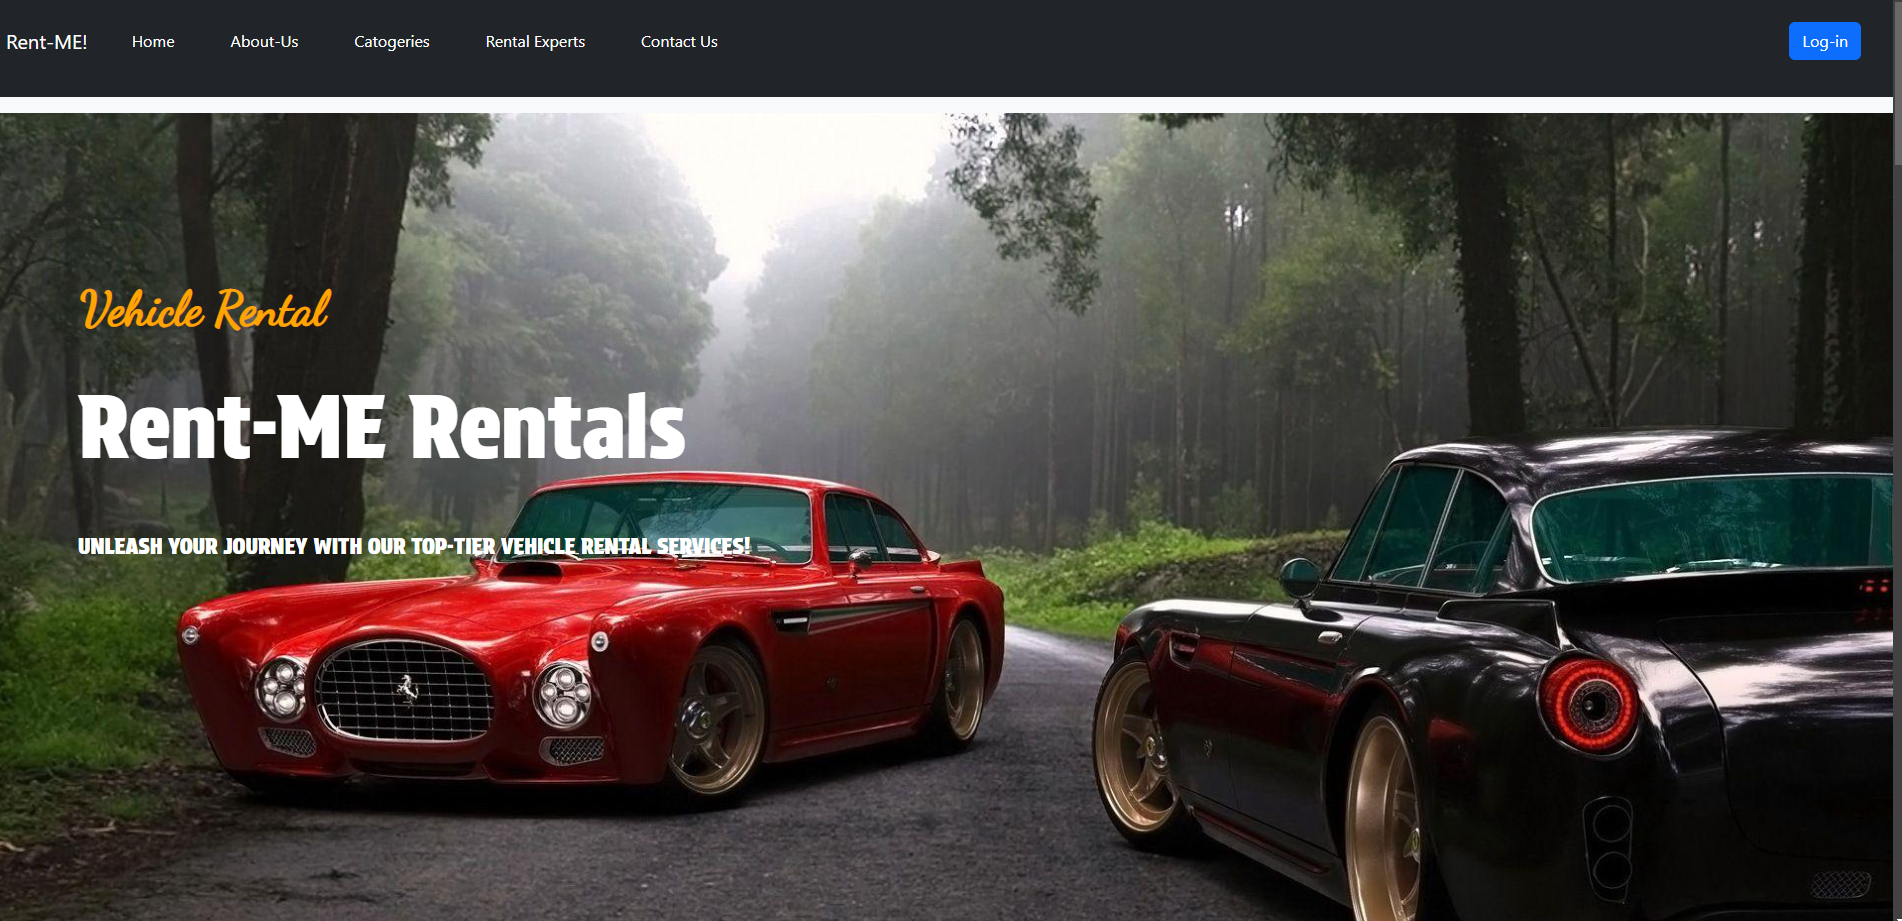 Rent-ME!
Home
About-Us
Catogeries
Rental Experts
Contact Us
Log-in
Vehicle Rental
Rent-ME Rentals
UNLEASH YOUR JOURNEY WITH OUR TOP-TIER VEHICLE RENTAL SERVICES!